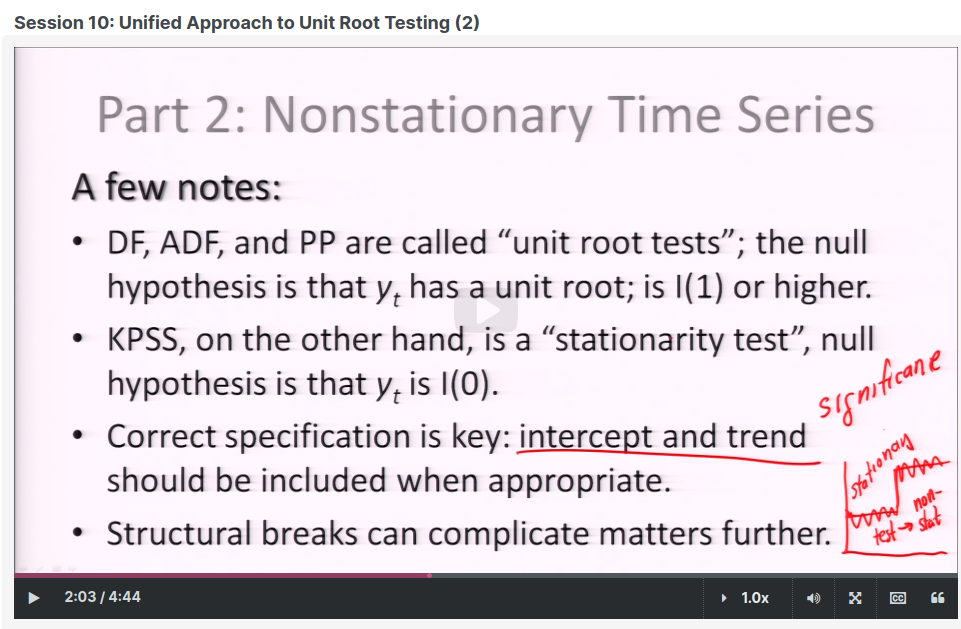 Session 10: Unified Approach to Unit Root Testing (2)
Part 2: Nonstationary Time Series
A few notes:
• DF, ADF, and PP are called “unit root tests”; the null
hypothesis is that yt has a unit root; is I(1) or higher.
• KPSS, on the other hand, is a “stationarity test”, null
hypothesis is that yt is I(0).
significane
• Correct specification is key: intercept and trend
should be included when appropriate.
• Structural breaks can complicate matters further.
stationary
non-
test → stat
2:03 / 4:44
1.0x
CC